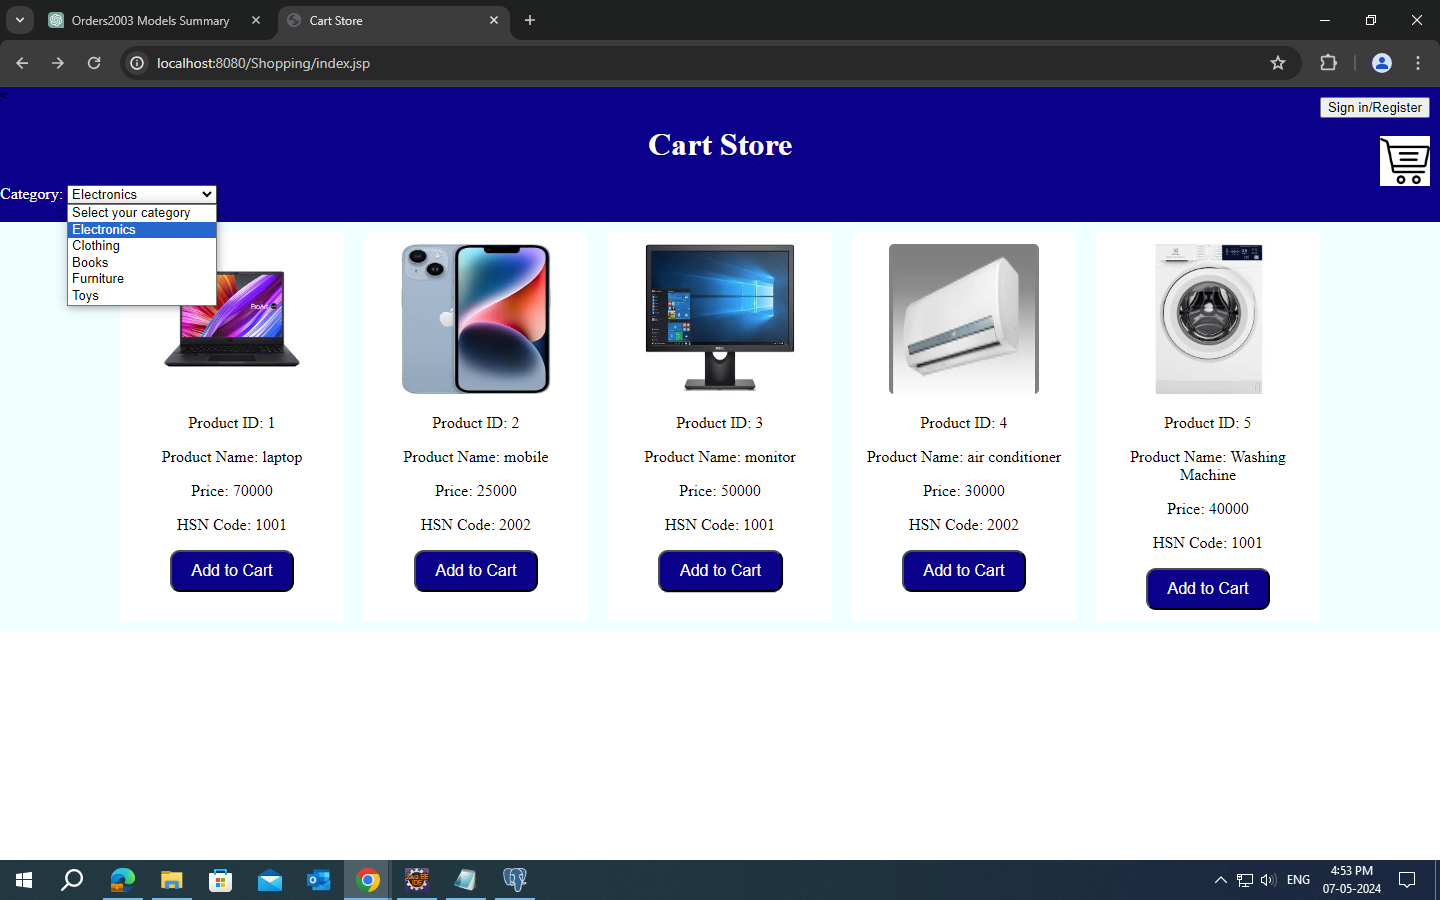 Orders2003 Models Summary
Cart Store
localhost:8080/Shopping/index.jsp
<
Sign in/Register
Cart Store
Category: Electronics
Select your category
Electronics
Clothing
Books
Furniture
Toys
Product ID: 1
Product Name: laptop
Price: 70000
HSN Code: 1001
Add to Cart
Product ID: 2
Product Name: mobile
Price: 25000
HSN Code: 2002
Add to Cart
Product ID: 3
Product Name: monitor
Price: 50000
HSN Code: 1001
Add to Cart
Product ID: 4
Product Name: air conditioner
Price: 30000
HSN Code: 2002
Add to Cart
Product ID: 5
Product Name: Washing
Machine
Price: 40000
HSN Code: 1001
Add to Cart
ENG
4:53 PM
07-05-2024